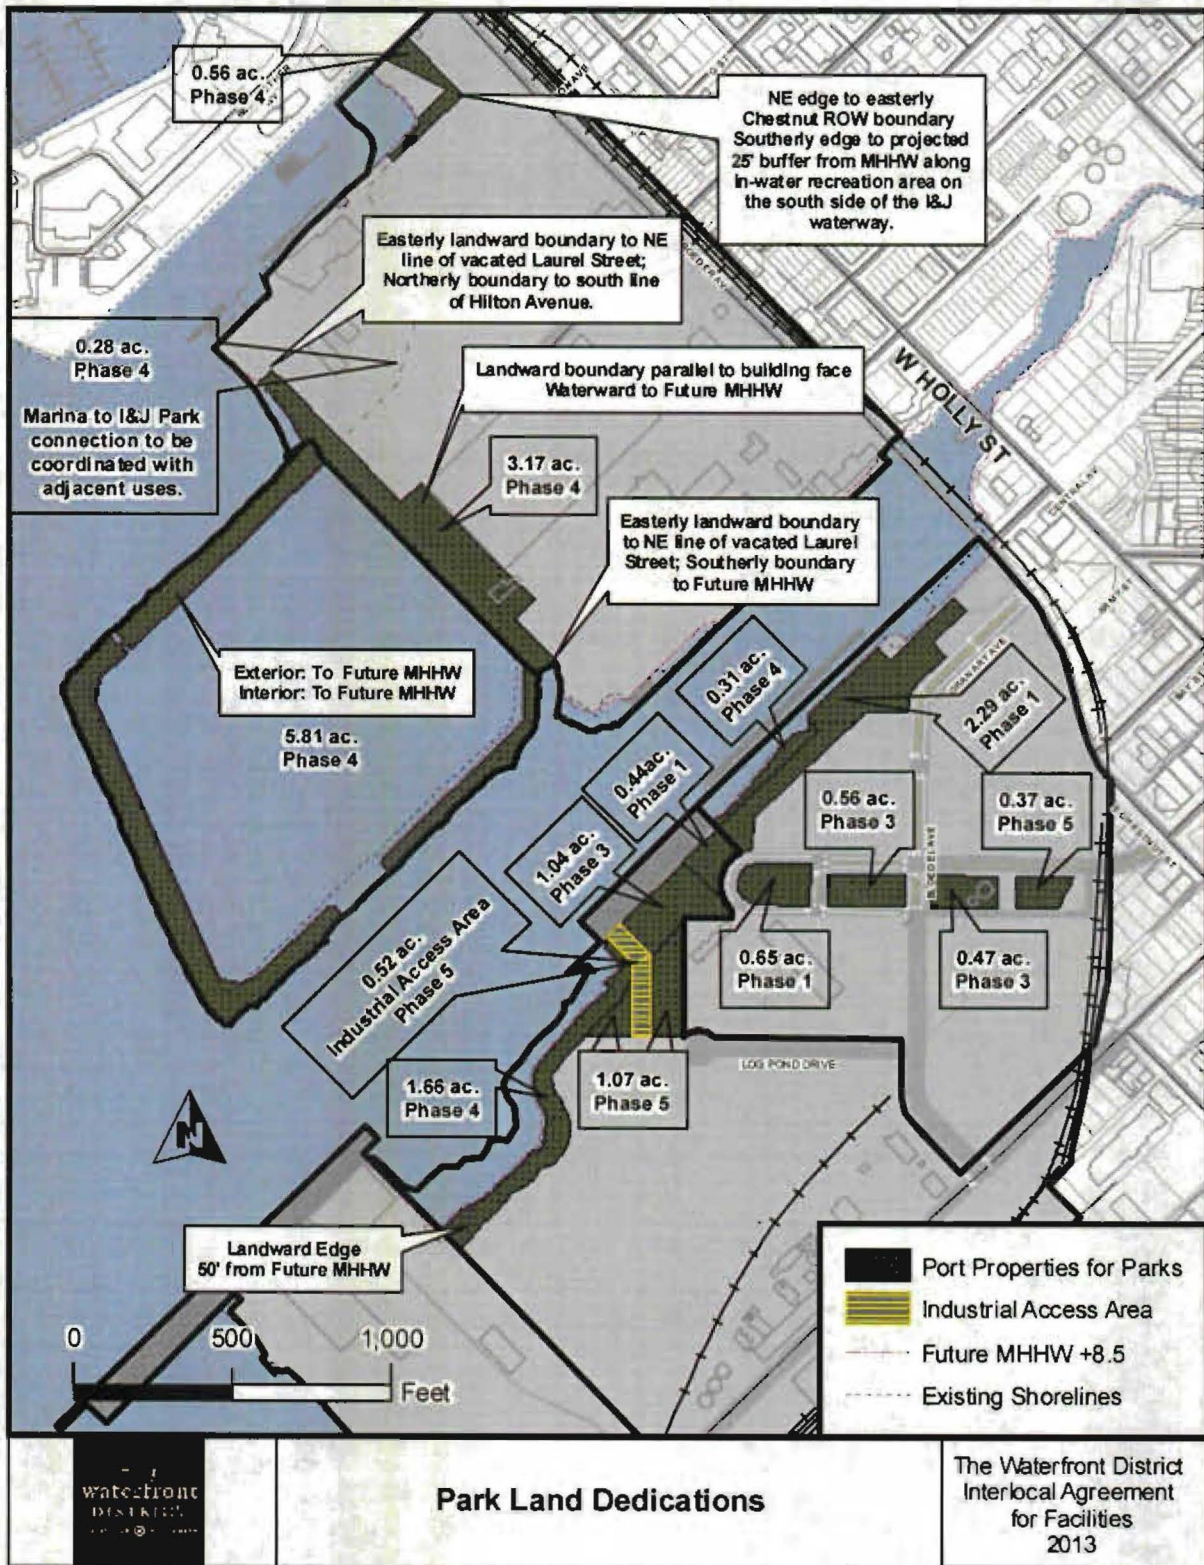 0.56 ac.
Phase 4
NE edge to easterly
Chestnut ROW boundary
Southerly edge to projected
25' buffer from MHHW along
in-water recreation area on
the south side of the I&J
waterway.
Easterly landward boundary to NE
line of vacated Laurel Street;
Northerly boundary to south line
of Hilton Avenue.
0.28 ac.
Phase 4
Marina to I&J Park
connection to be
coordinated with
adjacent uses.
Landward boundary parallel to building face
Waterward to Future MHHW
W HOLLY ST
CENTRAL AV
3.17 ac.
Phase 4
Easterly landward boundary
to NE line of vacated Laurel
Street; Southerly boundary
to Future MHHW
Exterior: To Future MHHW
Interior: To Future MHHW
5.81 ac.
Phase 4
0.31 ac.
Phase 4
2.29 ac.
Phase 1
0.44ac.
Phase 1
0.56 ac.
Phase 3
0.37 ac.
Phase 5
1.04 ac.
Phase 3
0.52 ac.
Industrial Access Area
Phase 5
0.65 ac.
Phase 1
0.47 ac.
Phase 3
LOG POND DRIVE
1.66 ac.
Phase 4
1.07 ac.
Phase 5
N
Landward Edge
50' from Future MHHW
0 500 1,000
Feet
Port Properties for Parks
Industrial Access Area
Future MHHW +8.5
Existing Shorelines
waterfront
DISTRICT
Park Land Dedications
The Waterfront District
Interlocal Agreement
for Facilities
2013